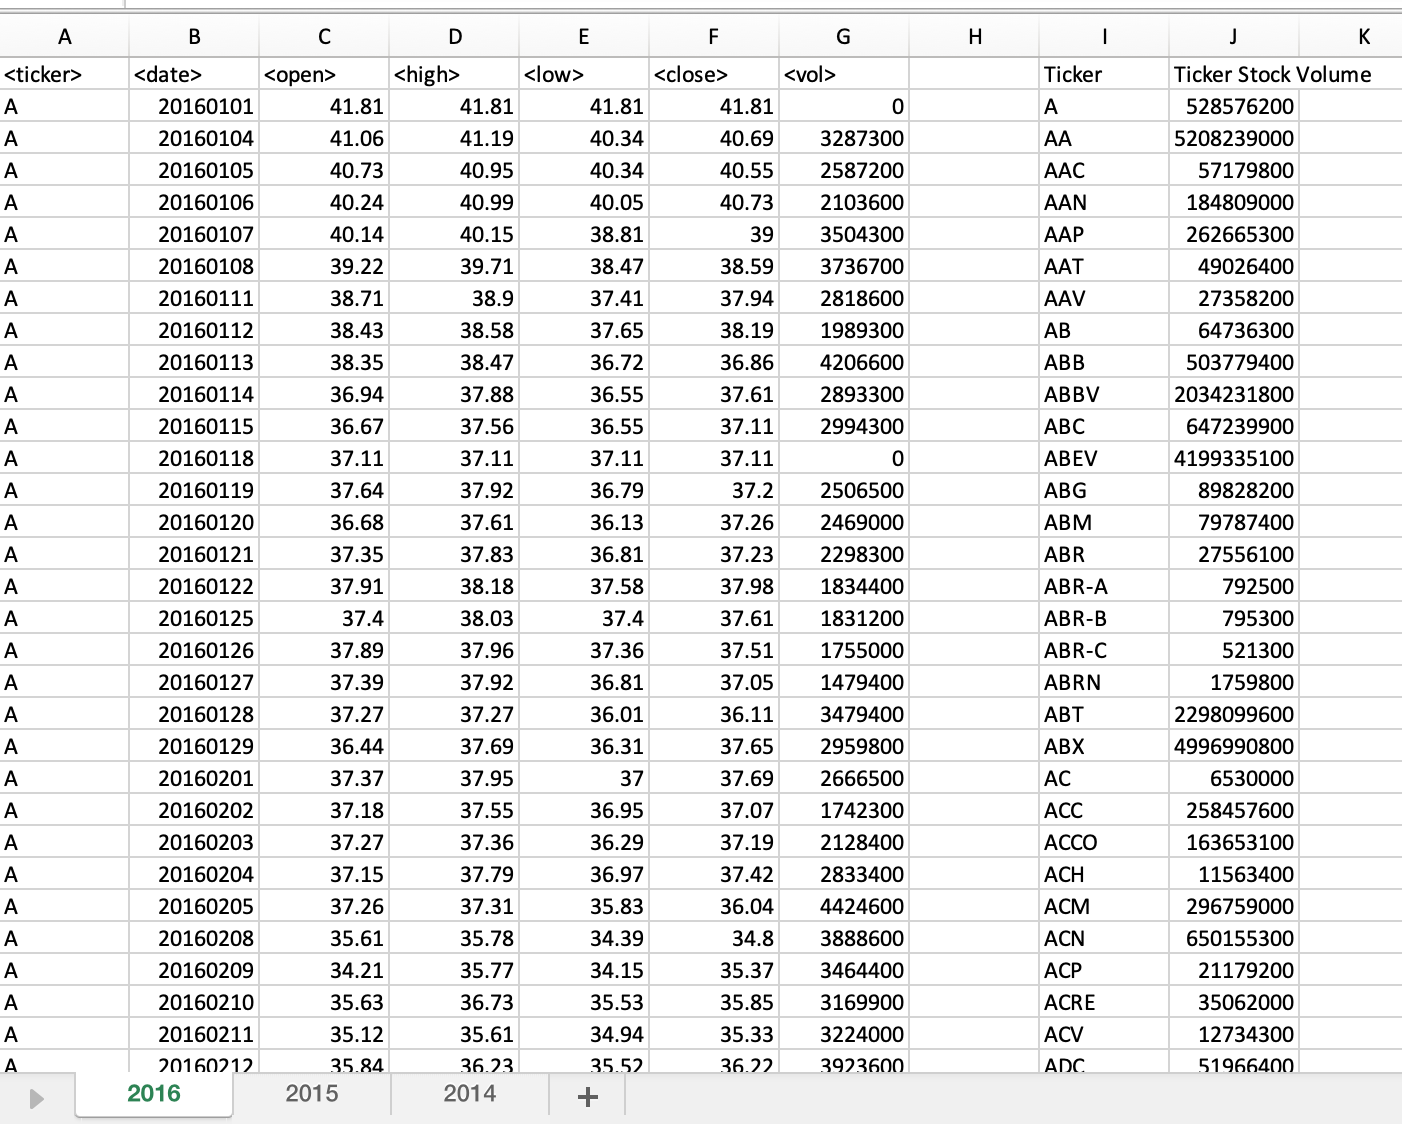 A B C D E F G H I J K
<ticker> <date> <open> <high> <low> <close> <vol> Ticker Ticker Stock Volume
A 20160101 41.81 41.81 41.81 41.81 0 A 528576200
A 20160104 41.06 41.19 40.34 40.69 3287300 AA 5208239000
A 20160105 40.73 40.95 40.34 40.55 2587200 AAC 57179800
A 20160106 40.24 40.99 40.05 40.73 2103600 AAN 184809000
A 20160107 40.14 40.15 38.81 39 3504300 AAP 262665300
A 20160108 39.22 39.71 38.47 38.59 3736700 AAT 49026400
A 20160111 38.71 38.9 37.41 37.94 2818600 AAV 27358200
A 20160112 38.43 38.58 37.65 38.19 1989300 AB 64736300
A 20160113 38.35 38.47 36.72 36.86 4206600 ABB 503779400
A 20160114 36.94 37.88 36.55 37.61 2893300 ABBV 2034231800
A 20160115 36.67 37.56 36.55 37.11 2994300 ABC 647239900
A 20160118 37.11 37.11 37.11 37.11 0 ABEV 4199335100
A 20160119 37.64 37.92 36.79 37.2 2506500 ABG 89828200
A 20160120 36.68 37.61 36.13 37.26 2469000 ABM 79787400
A 20160121 37.35 37.83 36.81 37.23 2298300 ABR 27556100
A 20160122 37.91 38.18 37.58 37.98 1834400 ABR-A 792500
A 20160125 37.4 38.03 37.4 37.61 1831200 ABR-B 795300
A 20160126 37.89 37.96 37.36 37.51 1755000 ABR-C 521300
A 20160127 37.39 37.92 36.81 37.05 1479400 ABRN 1759800
A 20160128 37.27 37.27 36.01 36.11 3479400 ABT 2298099600
A 20160129 36.44 37.69 36.31 37.65 2959800 ABX 4996990800
A 20160201 37.37 37.95 37 37.69 2666500 AC 6530000
A 20160202 37.18 37.55 36.95 37.07 1742300 ACC 258457600
A 20160203 37.27 37.36 36.29 37.19 2128400 ACCO 163653100
A 20160204 37.15 37.79 36.97 37.42 2833400 ACH 11563400
A 20160205 37.26 37.31 35.83 36.04 4424600 ACM 296759000
A 20160208 35.61 35.78 34.39 34.8 3888600 ACN 650155300
A 20160209 34.21 35.77 34.15 35.37 3464400 ACP 21179200
A 20160210 35.63 36.73 35.53 35.85 3169900 ACRE 35062000
A 20160211 35.12 35.61 34.94 35.33 3224000 ACV 12734300
A 20160212 35.84 36.23 35.52 36.22 3923600 ADC 51966400
2016 2015 2014 +